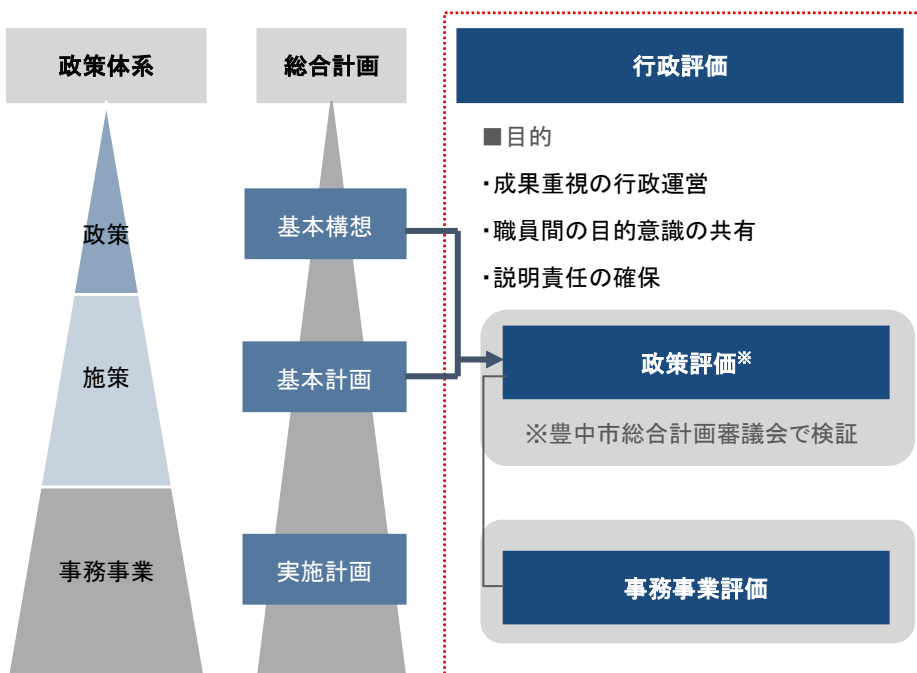 政策体系
政策
施策
事務事業
総合計画
基本構想
基本計画
実施計画
行政評価
■目的
・成果重視の行政運営
・職員間の目的意識の共有
・説明責任の確保
政策評価※
※豊中市総合計画審議会で検証
事務事業評価